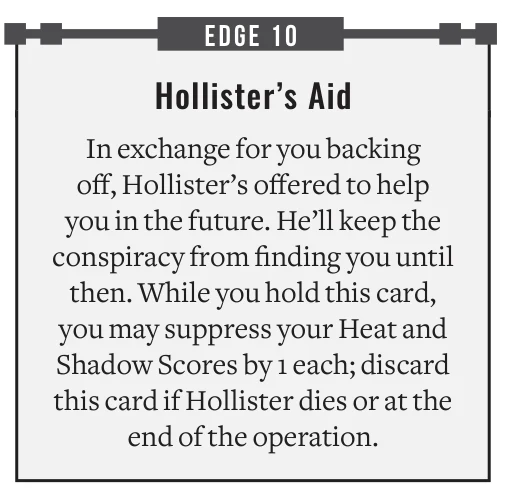 EDGE 10
Hollister’s Aid
In exchange for you backing
off, Hollister’s offered to help
you in the future. He’ll keep the
conspiracy from finding you until
then. While you hold this card,
you may suppress your Heat and
Shadow Scores by 1 each; discard
this card if Hollister dies or at the
end of the operation.